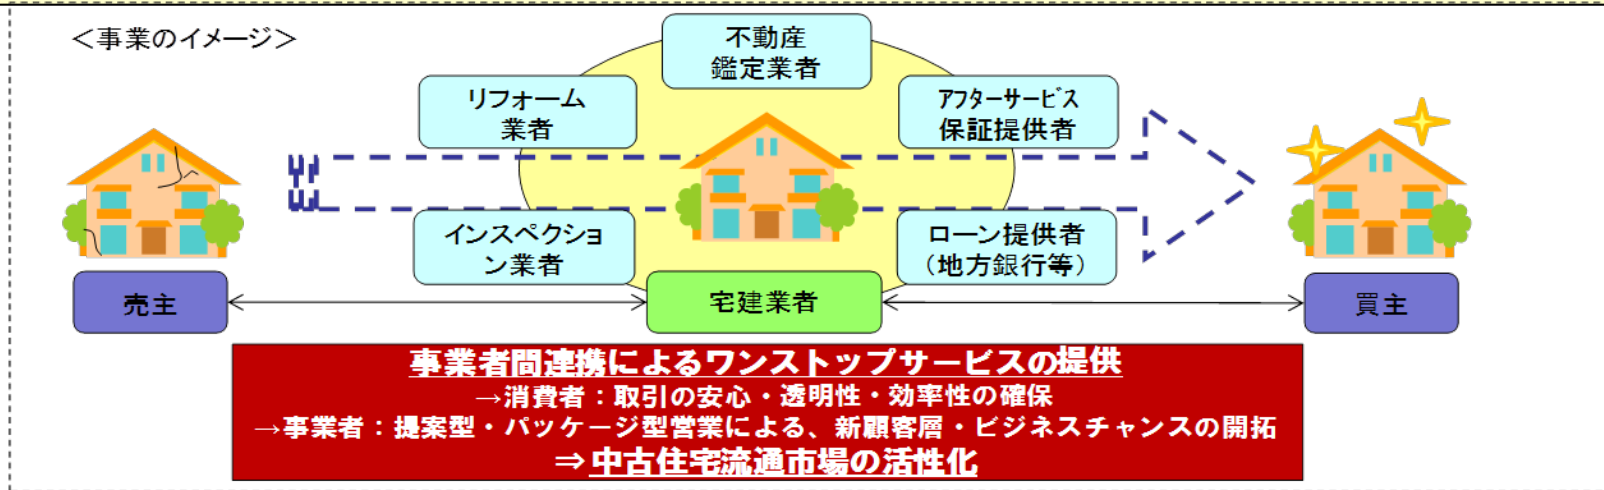 ＜事業のイメージ＞
不動産
鑑定業者
リフォーム
業者
アフターサービス
保証提供者
インスペクショ
ン業者
ローン提供者
（地方銀行等）
売主
宅建業者
買主
事業者間連携によるワンストップサービスの提供
→消費者：取引の安心・透明性・効率性の確保
→事業者：提案型・パッケージ型営業による、新顧客層・ビジネスチャンスの開拓
⇒中古住宅流通市場の活性化